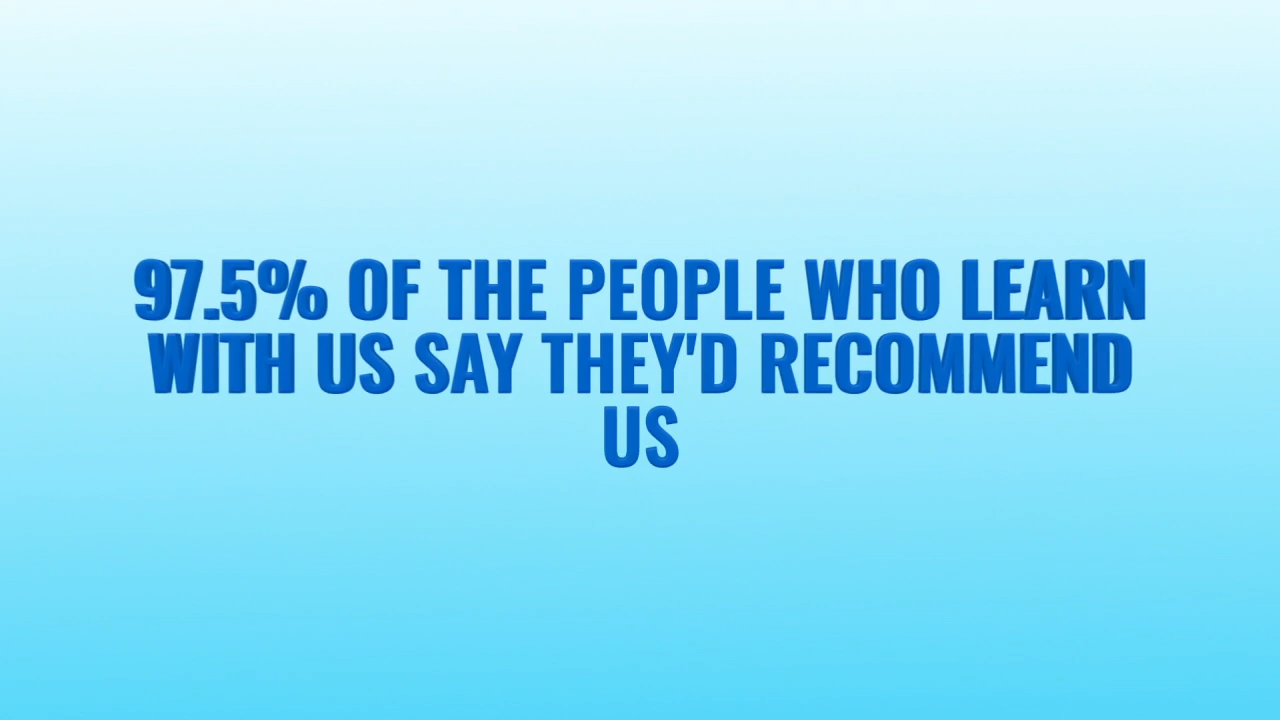 97.5% OF THE PEOPLE WHO LEARN
WITH US SAY THEY'D RECOMMEND
US